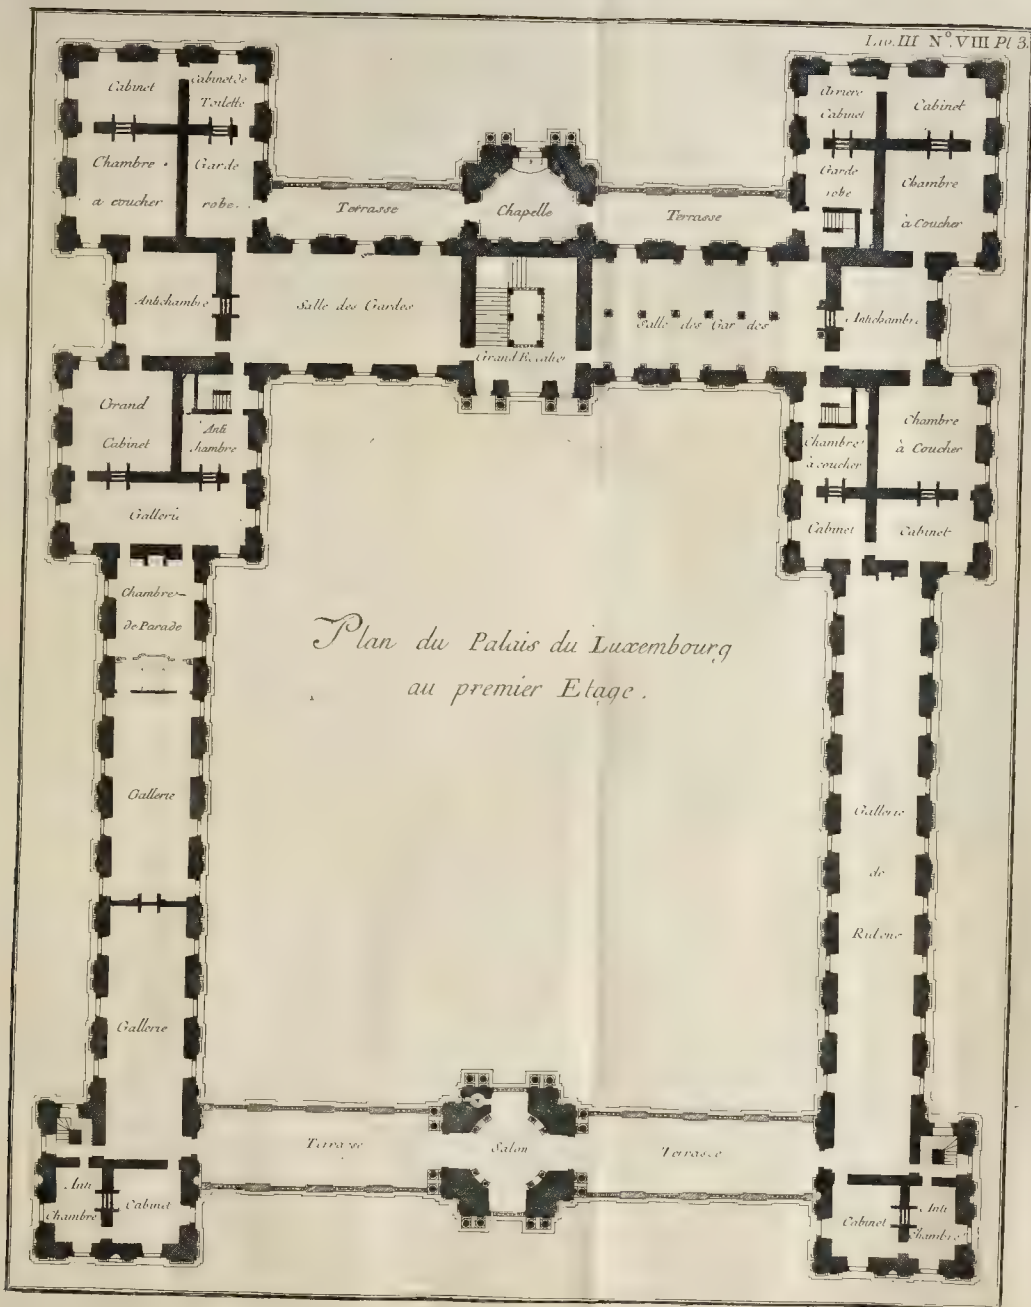 Liv. III N.º VIII Pl 3.
Cabinet
Cabinet de
Toilette
Chambre
a coucher
Garde
robe.
Terrasse
Chapelle
Terrasse
Arriere
Cabinet
Cabinet
Garde
robe
Chambre
à Coucher
Antichambre
Salle des Gardes
Grand Escalier
Salle des Gardes
Antichambre
Grand
Cabinet
Anti
chambre
Gallerie
Chambre
à coucher
Chambre
à Coucher
Cabinet
Cabinet
Chambre
de Parade
Plan du Palais du Luxembourg
au premier Etage.
Gallerie
Gallerie
Gallerie
de
Rubens
Terrasse
Salon
Terrasse
Anti
Chambre
Cabinet
Cabinet
Anti
chambre